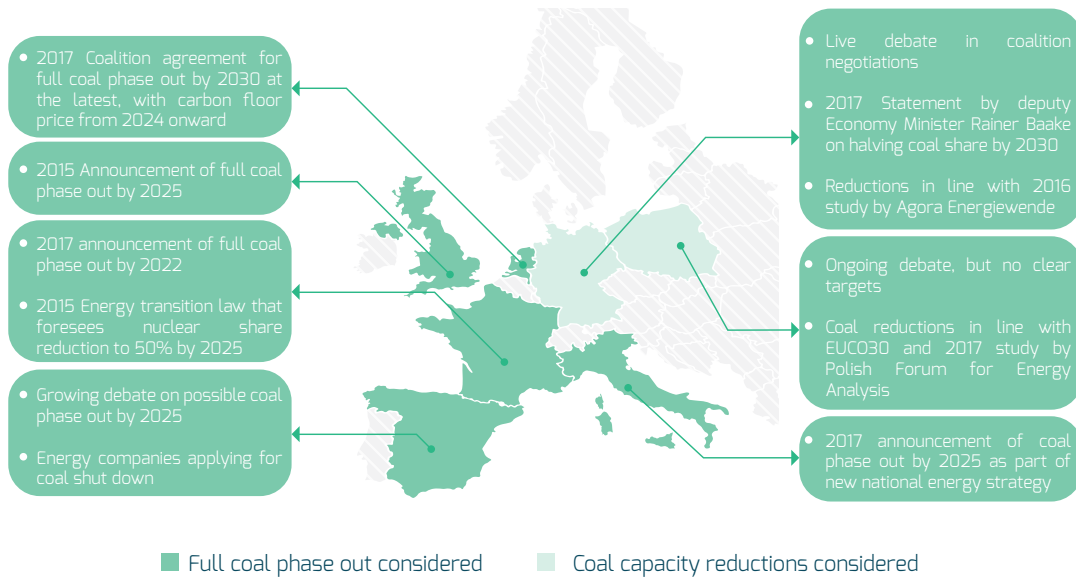 2017 Coalition agreement for
full coal phase out by 2030 at
the latest, with carbon floor
price from 2024 onward
2015 Announcement of full coal
phase out by 2025
2017 announcement of full coal
phase out by 2022
2015 Energy transition law that
foresees nuclear share
reduction to 50% by 2025
Growing debate on possible coal
phase out by 2025
Energy companies applying for
coal shut down
Live debate in coalition
negotiations
2017 Statement by deputy
Economy Minister Rainer Baake
on halving coal share by 2030
Reductions in line with 2016
study by Agora Energiewende
Ongoing debate, but no clear
targets
Coal reductions in line with
EUCO30 and 2017 study by
Polish Forum for Energy
Analysis
2017 announcement of coal
phase out by 2025 as part of
new national energy strategy
Full coal phase out considered
Coal capacity reductions considered